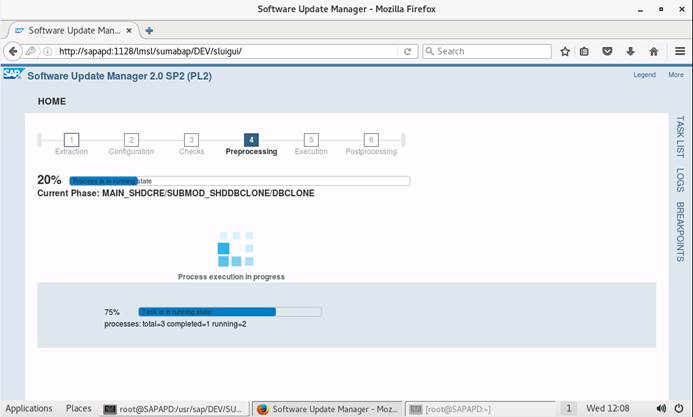 Software Update Manager - Mozilla Firefox
Software Update Man...
http://sapapd:1128/lmsl/sumabap/DEV/sluigui/
Search
SAP Software Update Manager 2.0 SP2 (PL2)
Legend More
HOME
1 2 3 4 5 6
Extraction Configuration Checks Preprocessing Execution Postprocessing
20% Process is in running state
Current Phase: MAIN_SHDCRE/SUBMOD_SHDDBCLONE/DBCLONE
Process execution in progress
75% Task is in running state
processes: total=3 completed=1 running=2
TASK LIST
LOGS
BREAKPOINTS
Applications Places root@SAPAPD:/usr/sap/DEV/SU... Software Update Manager - Moz... [root@SAPAPD:~] 1 Wed 12:08